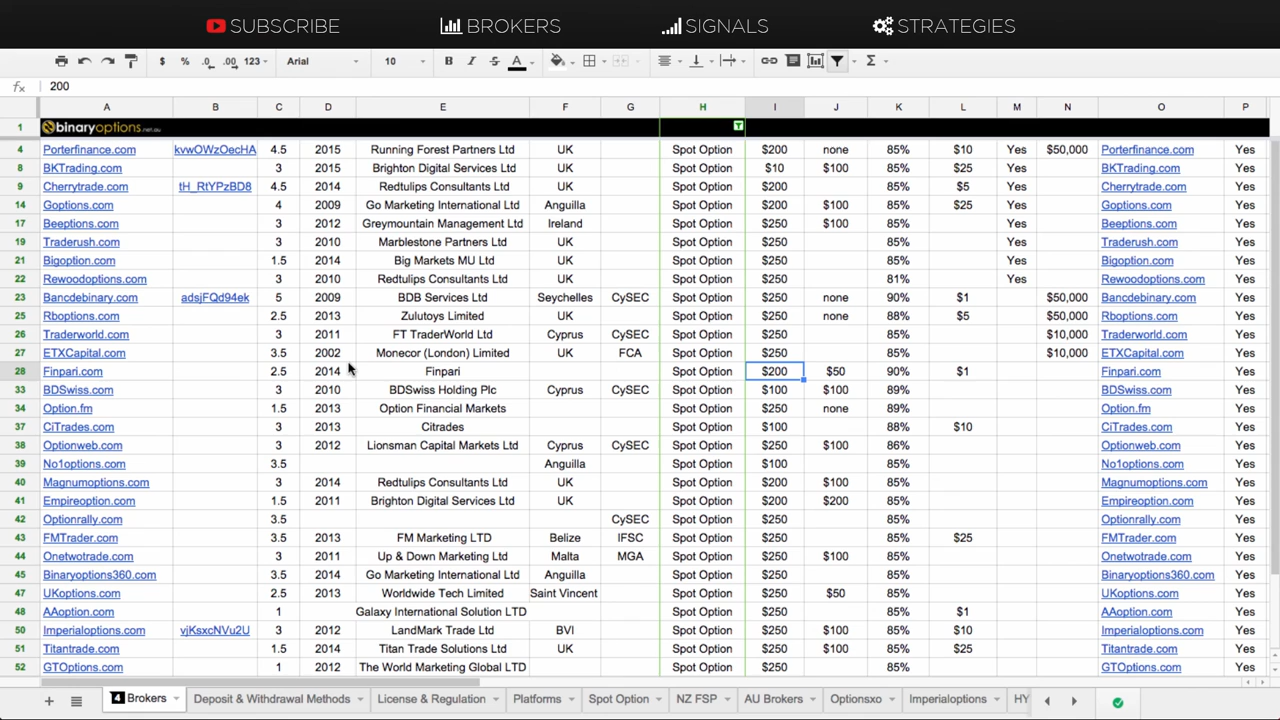 SUBSCRIBE BROKERS SIGNALS STRATEGIES
$ % .0 .00 123 Arial 10 B I S A Σ
fx 200
A B C D E F G H I J K L M N O P
1 binaryoptions.net.au
4 Porterfinance.com kvwOWzOecHA 4.5 2015 Running Forest Partners Ltd UK Spot Option $200 none 85% $10 Yes $50,000 Porterfinance.com Yes
8 BKTrading.com 3 2015 Brighton Digital Services Ltd UK Spot Option $10 $100 85% $25 Yes BKTrading.com Yes
9 Cherrytrade.com tH_RtYPzBD8 4.5 2014 Redtulips Consultants Ltd UK Spot Option $200 85% $5 Yes Cherrytrade.com Yes
14 Goptions.com 4 2009 Go Marketing International Ltd Anguilla Spot Option $200 $100 85% $25 Yes Goptions.com Yes
17 Beeptions.com 3 2012 Greymountain Management Ltd Ireland Spot Option $250 $100 85% Yes Beeptions.com Yes
19 Traderush.com 3 2010 Marblestone Partners Ltd UK Spot Option $250 85% Yes Traderush.com Yes
21 Bigoption.com 1.5 2014 Big Markets MU Ltd UK Spot Option $250 85% Yes Bigoption.com Yes
22 Rewoodoptions.com 3 2010 Redtulips Consultants Ltd UK Spot Option $250 81% Yes Rewoodoptions.com Yes
23 Bancdebinary.com adsjFQd94ek 5 2009 BDB Services Ltd Seychelles CySEC Spot Option $250 none 90% $1 $50,000 Bancdebinary.com Yes
25 Rboptions.com 2.5 2013 Zulutoys Limited Spot Option $250 none 88% $5 $50,000 Rboptions.com Yes
26 Traderworld.com 3 2011 FT TraderWorld Ltd Cyprus CySEC Spot Option $250 85% $10,000 Traderworld.com Yes
27 ETXCapital.com 3.5 2002 Monecor (London) Limited UK FCA Spot Option $250 85% $10,000 ETXCapital.com Yes
28 Finpari.com 2.5 2014 Finpari Spot Option $200 $50 90% $1 Finpari.com Yes
33 BDSwiss.com 3 2010 BDSwiss Holding Plc Cyprus CySEC Spot Option $100 $100 89% BDSwiss.com Yes
34 Option.fm 1.5 2013 Option Financial Markets Spot Option $250 none 89% Option.fm Yes
37 CiTrades.com 3 2013 Citrades Spot Option $100 88% $10 CiTrades.com Yes
38 Optionweb.com 3 2012 Lionsman Capital Markets Ltd Cyprus CySEC Spot Option $250 $100 86% Optionweb.com Yes
39 No1options.com 3.5 Anguilla Spot Option $100 85% No1options.com Yes
40 Magnumoptions.com 3 2014 Redtulips Consultants Ltd UK Spot Option $200 $100 85% Magnumoptions.com Yes
41 Empireoption.com 1.5 2011 Brighton Digital Services Ltd UK Spot Option $200 $200 85% Empireoption.com Yes
42 Optionrally.com 3.5 CySEC Spot Option $250 85% Optionrally.com Yes
43 FMTrader.com 3.5 2013 FM Marketing LTD Belize IFSC Spot Option $250 85% $25 FMTrader.com Yes
44 Onetwotrade.com 3 2011 Up & Down Marketing Ltd Malta MGA Spot Option $250 $100 85% Onetwotrade.com Yes
45 Binaryoptions360.com 3.5 2014 Go Marketing International Ltd Anguilla Spot Option $250 85% Binaryoptions360.com Yes
47 UKoptions.com 2.5 2013 Worldwide Tech Limited Saint Vincent Spot Option $250 $50 85% UKoptions.com Yes
48 AAoption.com 1 Galaxy International Solution LTD Spot Option $250 85% $1 AAoption.com Yes
50 Imperialoptions.com vjKsxcNVu2U 3 2012 LandMark Trade Ltd BVI Spot Option $250 $100 85% $10 Imperialoptions.com Yes
51 Titantrade.com 1.5 2014 Titan Trade Solutions Ltd UK Spot Option $250 $100 85% $25 Titantrade.com Yes
52 GTOptions.com 1 2012 The World Marketing Global LTD Spot Option $250 85% GTOptions.com Yes
+ 4 Brokers Deposit & Withdrawal Methods License & Regulation Platforms Spot Option NZ FSP AU Brokers Optionsxo Imperialoptions HY